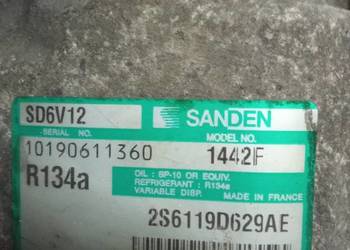 SD6V12 SANDEN
SERIAL NO. MODEL NO.
10190611360 1442F
R134a
OIL : SP-10 OR EQUIV.
REFRIGERANT : R134a
VARIABLE DISP. MADE IN FRANCE
2S6119D629AE